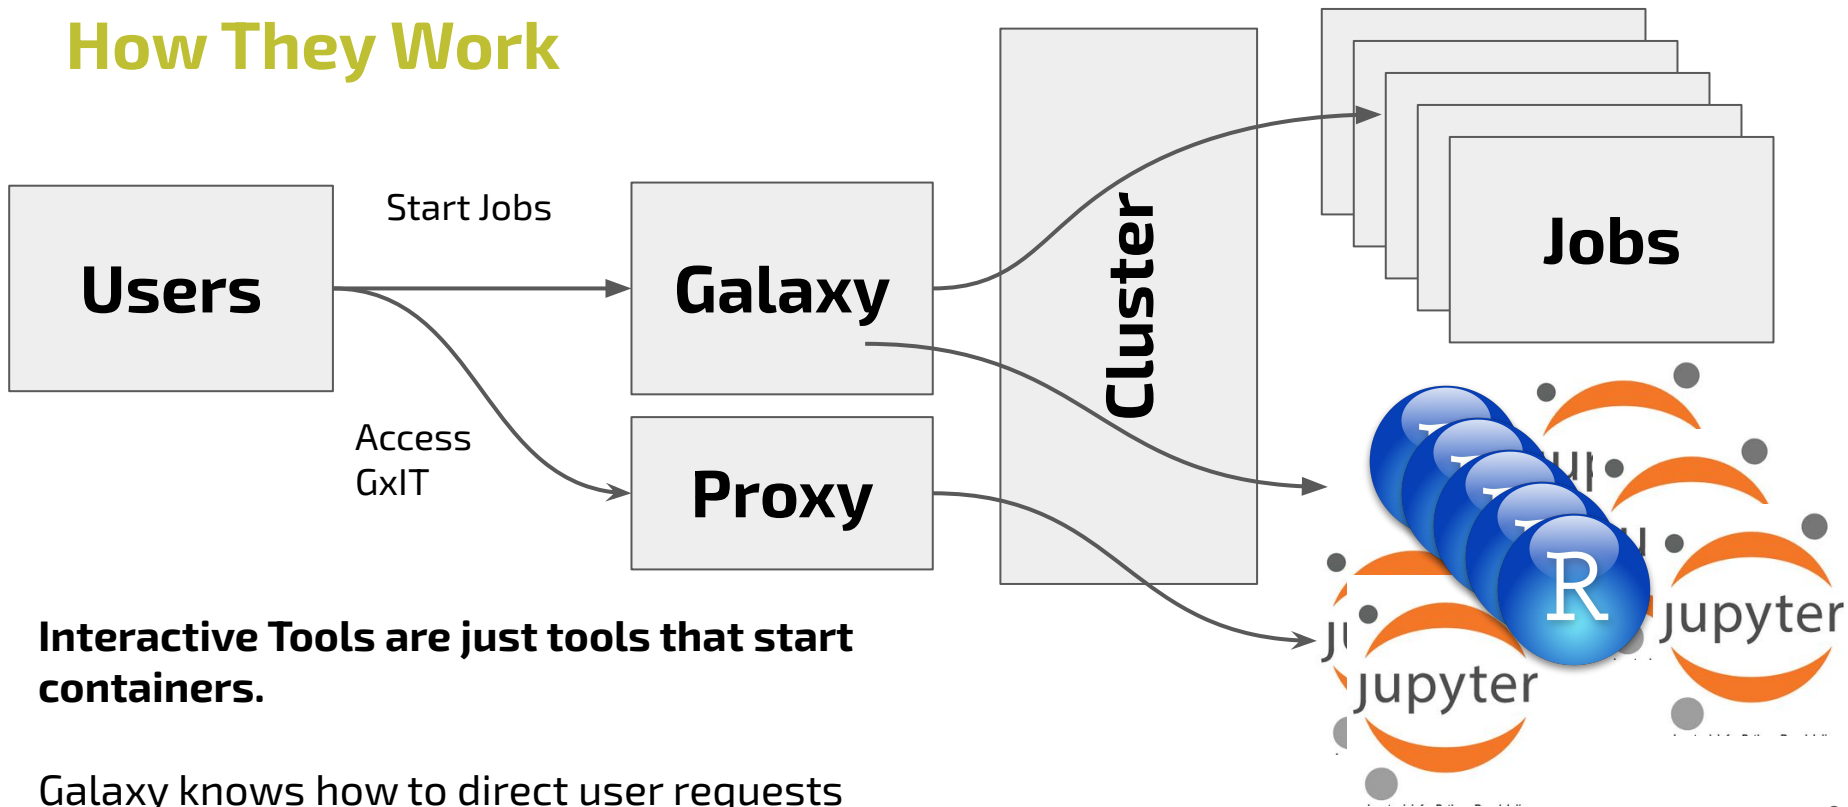 How They Work
Users
Start Jobs
Access
GxIT
Galaxy
Proxy
Cluster
Jobs
R
jupyter
jupyter
Interactive Tools are just tools that start
containers.
Galaxy knows how to direct user requests